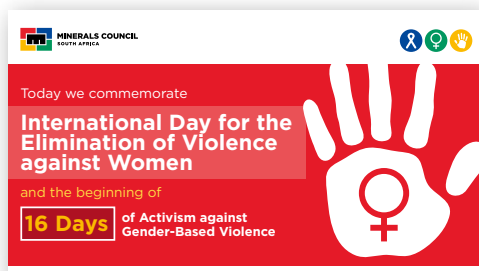 MINERALS COUNCIL
SOUTH AFRICA
Today we commemorate
International Day for the
Elimination of Violence
against Women
and the beginning of
16 Days
of Activism against
Gender-Based Violence